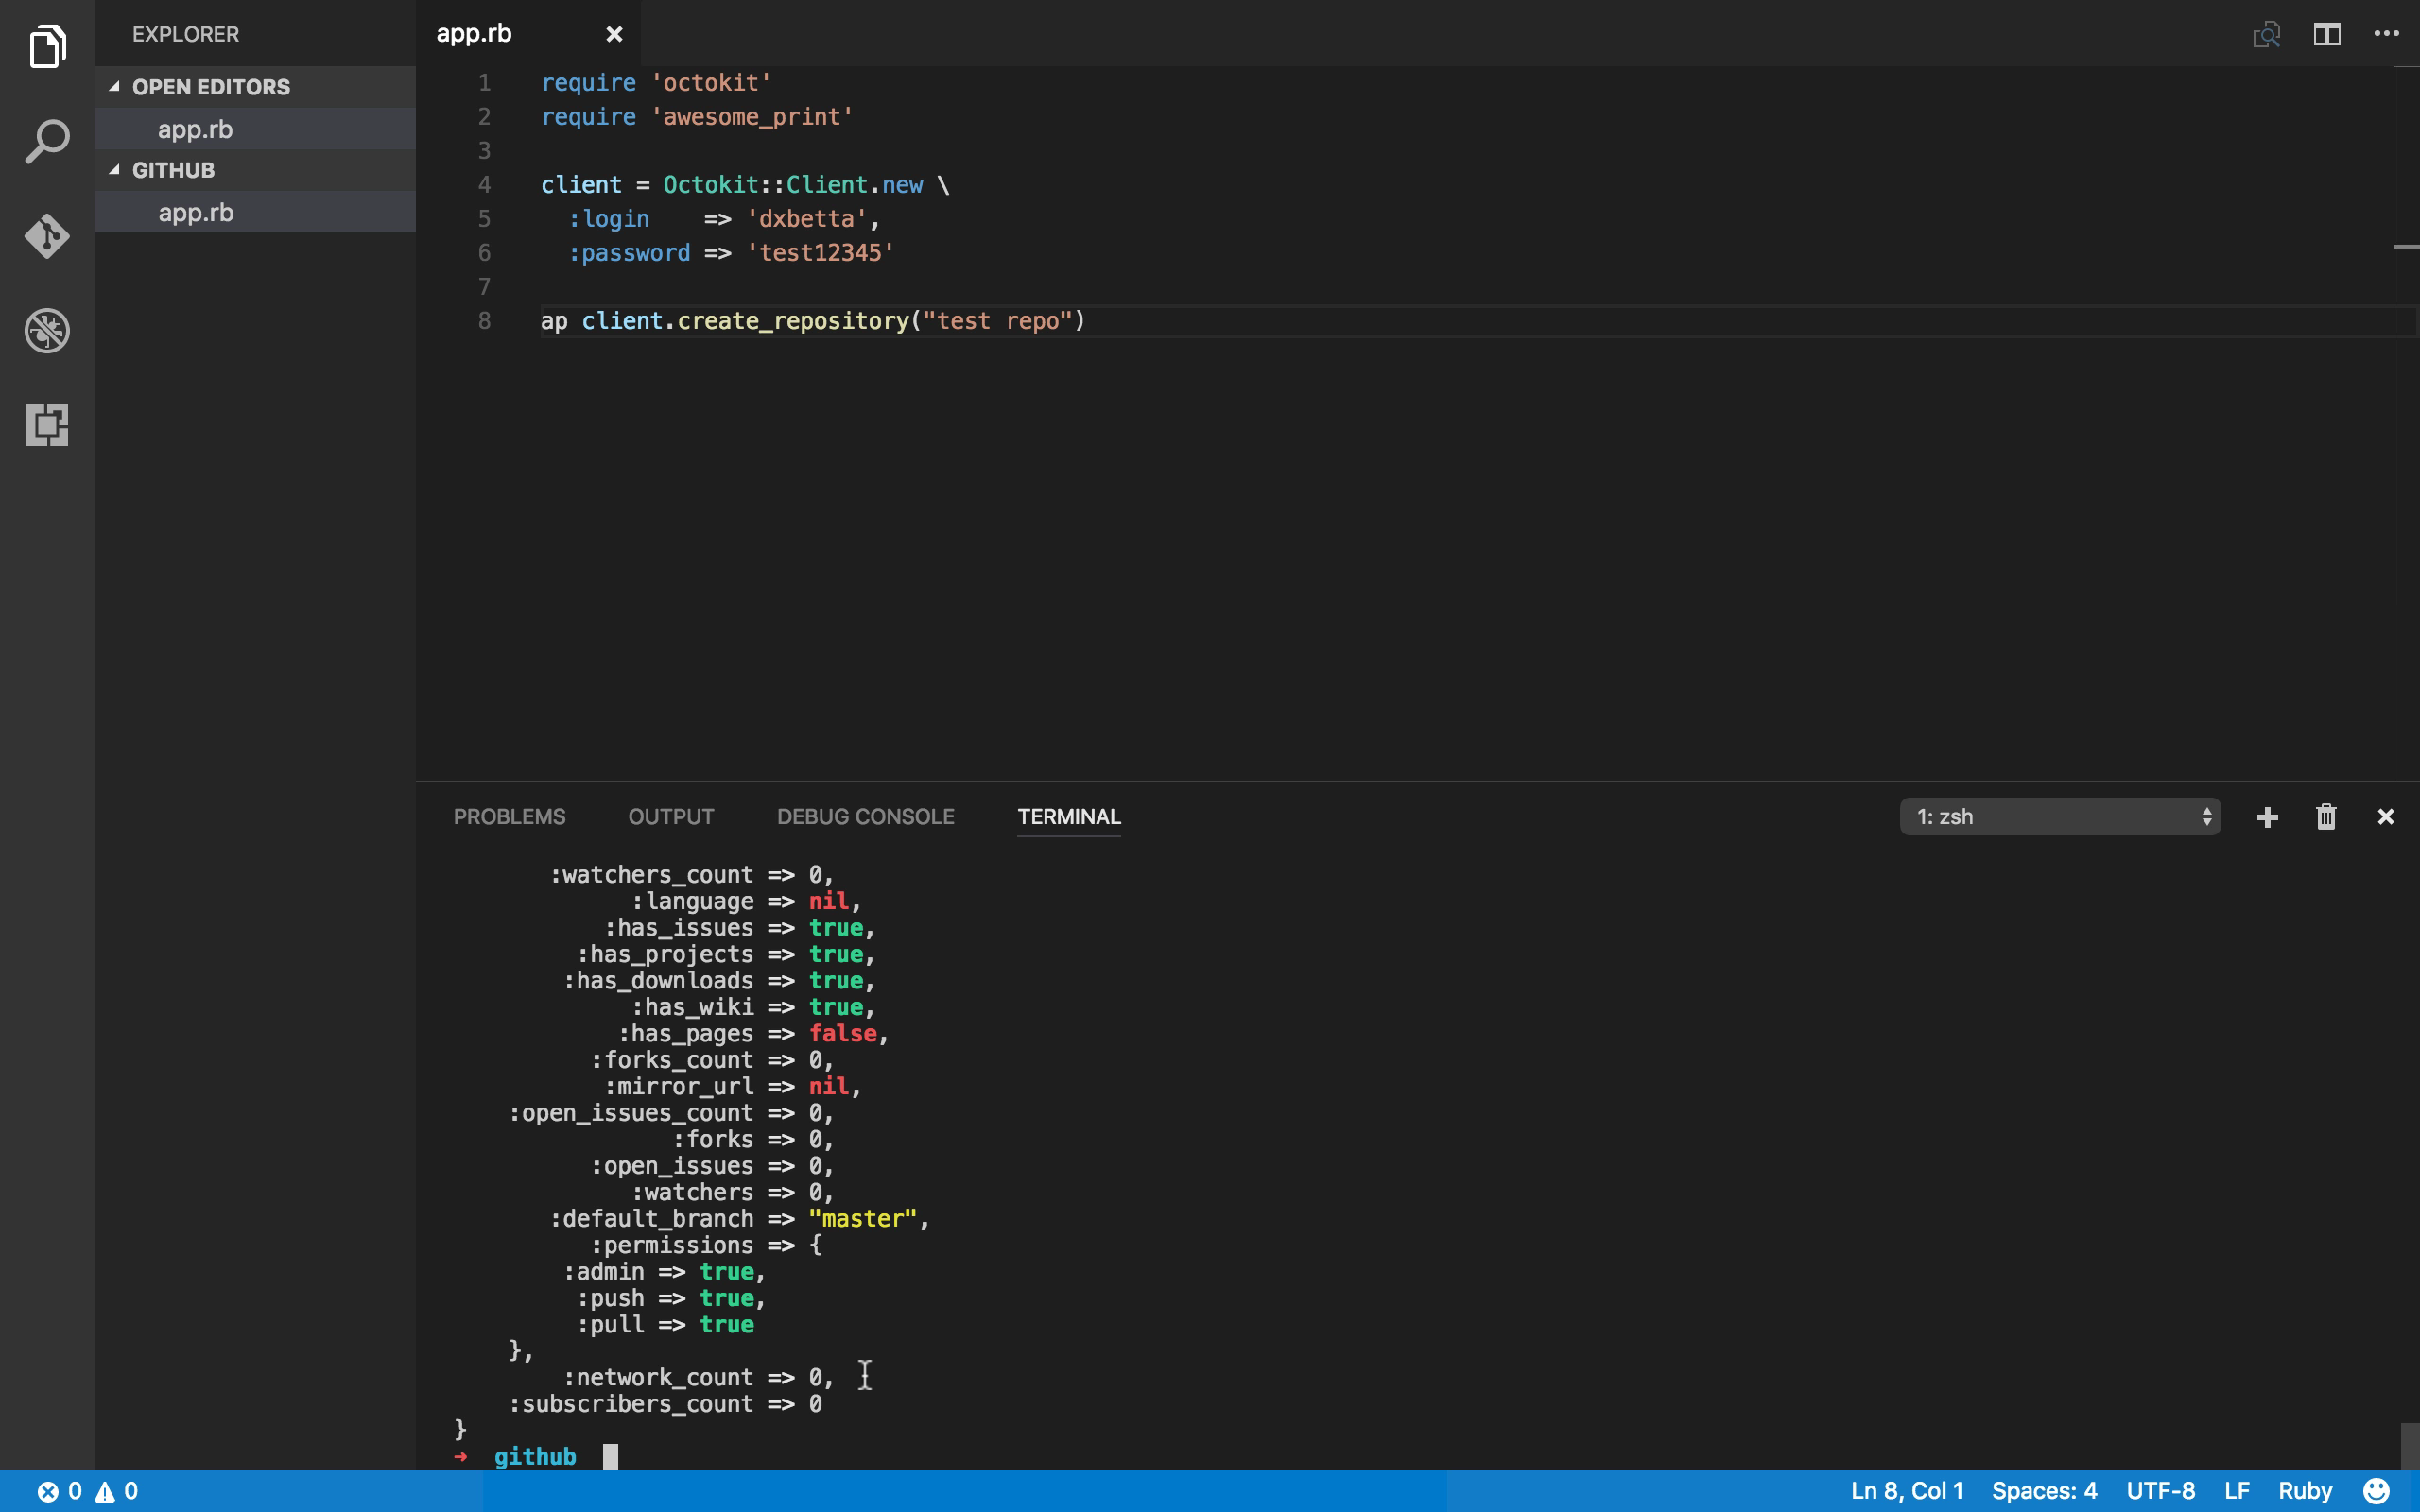 EXPLORER
OPEN EDITORS
app.rb
GITHUB
app.rb
app.rb
1 require 'octokit'
2 require 'awesome_print'
3
4 client = Octokit::Client.new \
5   :login    => 'dxbetta',
6   :password => 'test12345'
7
8 ap client.create_repository("test repo")
PROBLEMS OUTPUT DEBUG CONSOLE TERMINAL 1: zsh
:watchers_count => 0,
:language => nil,
:has_issues => true,
:has_projects => true,
:has_downloads => true,
:has_wiki => true,
:has_pages => false,
:forks_count => 0,
:mirror_url => nil,
:open_issues_count => 0,
:forks => 0,
:open_issues => 0,
:watchers => 0,
:default_branch => "master",
:permissions => {
:admin => true,
:push => true,
:pull => true
},
:network_count => 0,
:subscribers_count => 0
}
➜ github
0 0 Ln 8, Col 1 Spaces: 4 UTF-8 LF Ruby